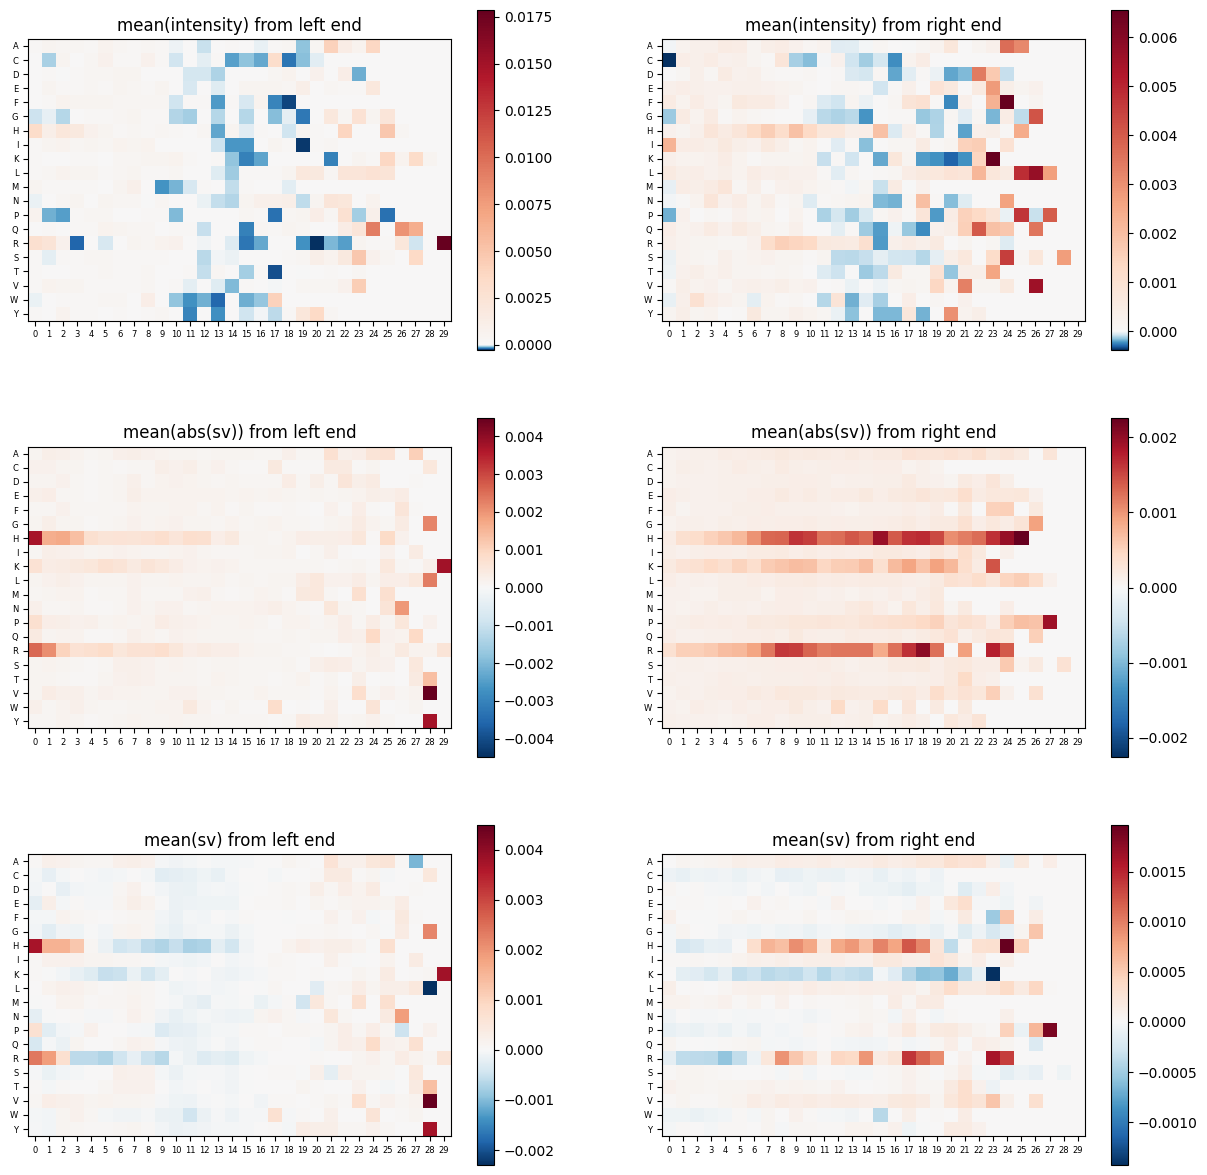 mean(intensity) from left end
A
C
D
E
F
G
H
I
K
L
M
N
P
Q
R
S
T
V
W
Y
0 1 2 3 4 5 6 7 8 9 10 11 12 13 14 15 16 17 18 19 20 21 22 23 24 25 26 27 28 29
0.0175
0.0150
0.0125
0.0100
0.0075
0.0050
0.0025
0.0000
mean(intensity) from right end
A
C
D
E
F
G
H
I
K
L
M
N
P
Q
R
S
T
V
W
Y
0 1 2 3 4 5 6 7 8 9 10 11 12 13 14 15 16 17 18 19 20 21 22 23 24 25 26 27 28 29
0.006
0.005
0.004
0.003
0.002
0.001
0.000
mean(abs(sv)) from left end
A
C
D
E
F
G
H
I
K
L
M
N
P
Q
R
S
T
V
W
Y
0 1 2 3 4 5 6 7 8 9 10 11 12 13 14 15 16 17 18 19 20 21 22 23 24 25 26 27 28 29
0.004
0.003
0.002
0.001
0.000
−0.001
−0.002
−0.003
−0.004
mean(abs(sv)) from right end
A
C
D
E
F
G
H
I
K
L
M
N
P
Q
R
S
T
V
W
Y
0 1 2 3 4 5 6 7 8 9 10 11 12 13 14 15 16 17 18 19 20 21 22 23 24 25 26 27 28 29
0.002
0.001
0.000
−0.001
−0.002
mean(sv) from left end
A
C
D
E
F
G
H
I
K
L
M
N
P
Q
R
S
T
V
W
Y
0 1 2 3 4 5 6 7 8 9 10 11 12 13 14 15 16 17 18 19 20 21 22 23 24 25 26 27 28 29
0.004
0.003
0.002
0.001
0.000
−0.001
−0.002
mean(sv) from right end
A
C
D
E
F
G
H
I
K
L
M
N
P
Q
R
S
T
V
W
Y
0 1 2 3 4 5 6 7 8 9 10 11 12 13 14 15 16 17 18 19 20 21 22 23 24 25 26 27 28 29
0.0015
0.0010
0.0005
0.0000
−0.0005
−0.0010